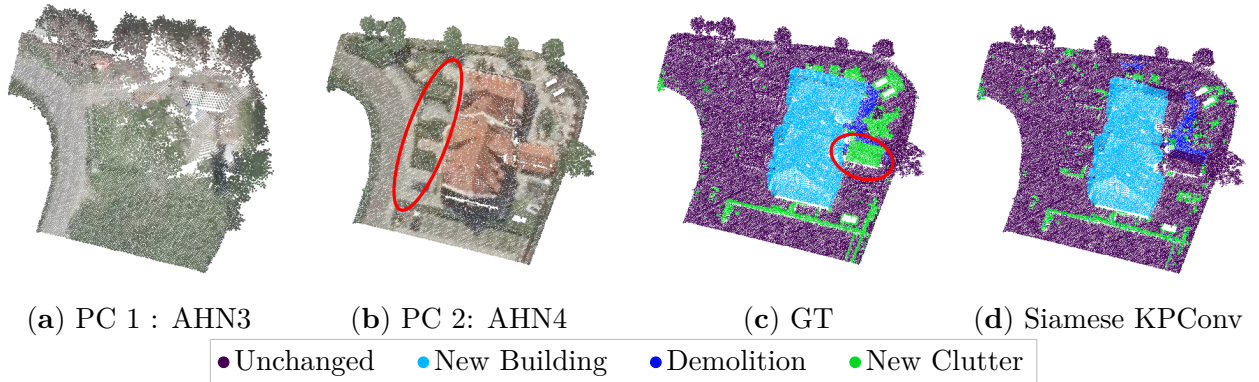 (a) PC 1 : AHN3 (b) PC 2: AHN4 (c) GT (d) Siamese KPConv
Unchanged New Building Demolition New Clutter